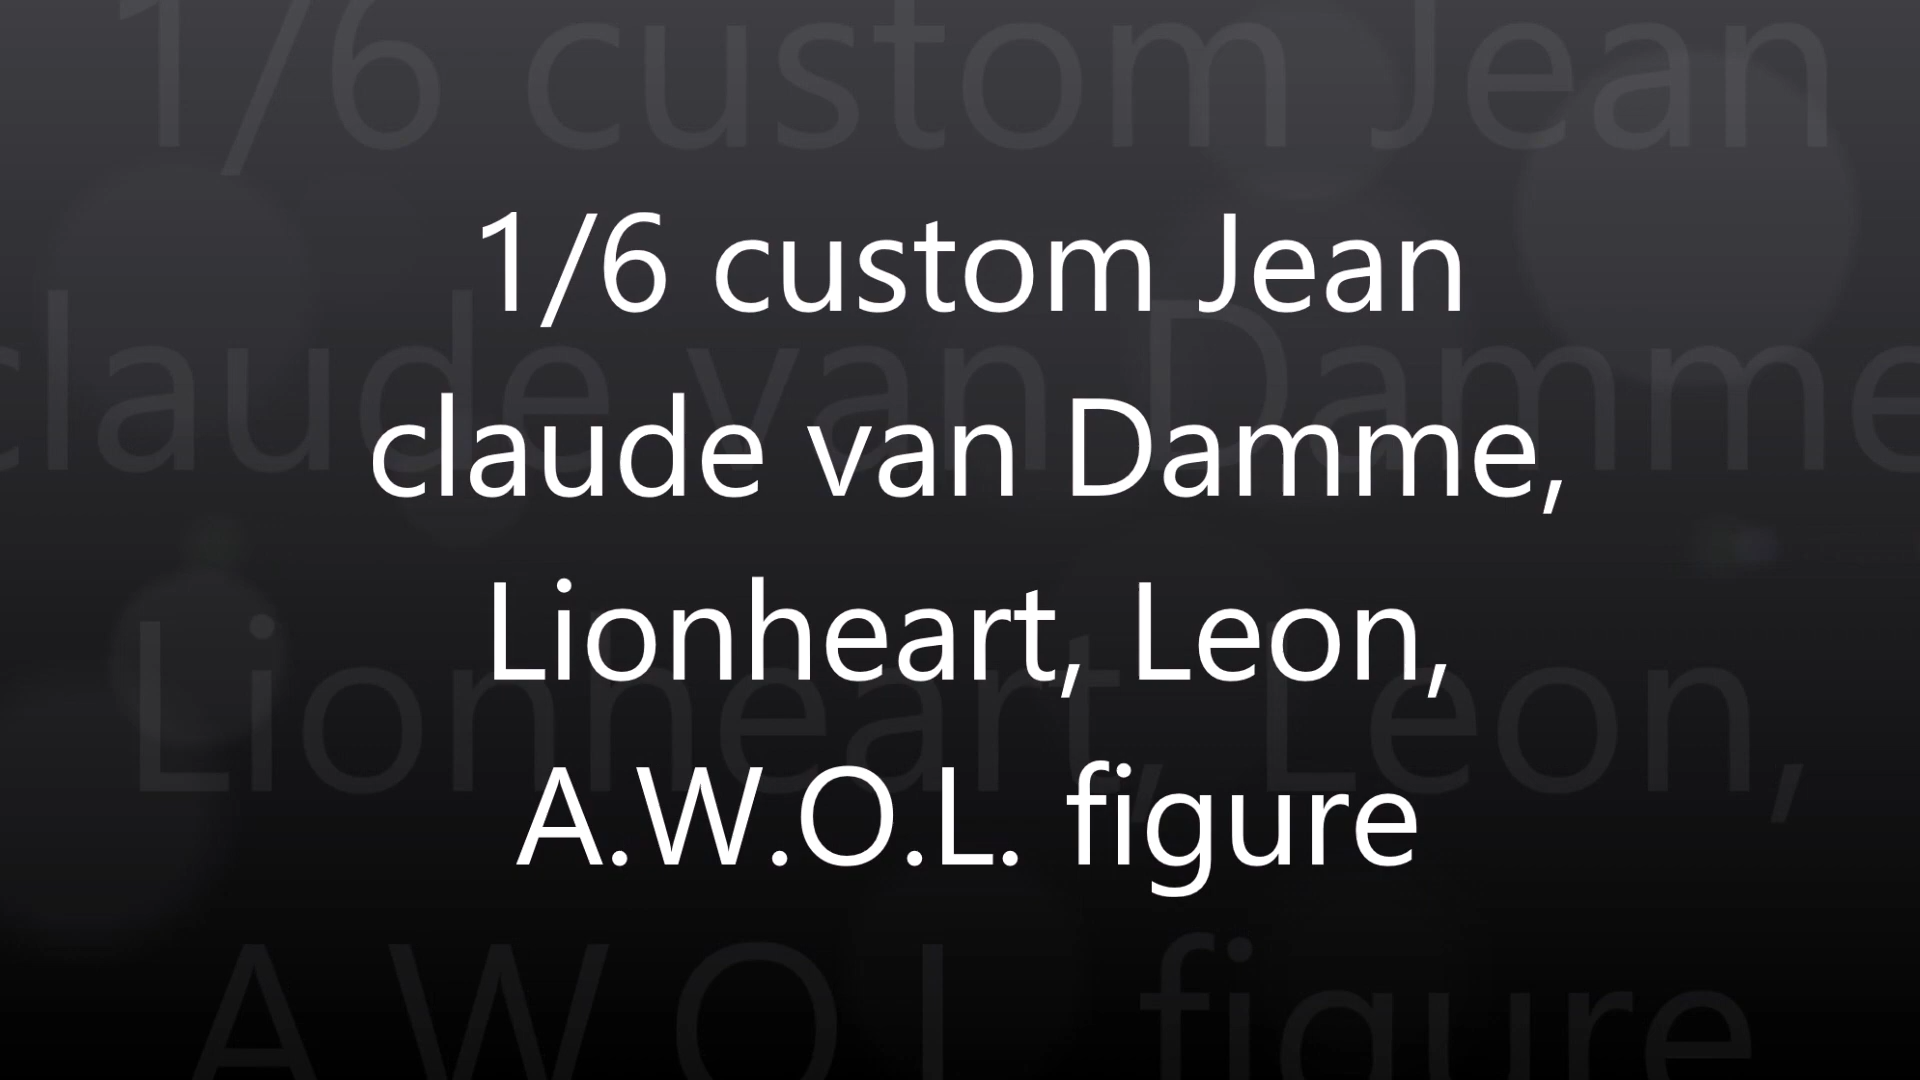 1/6 custom Jean
claude van Damme,
Lionheart, Leon,
A.W.O.L. figure